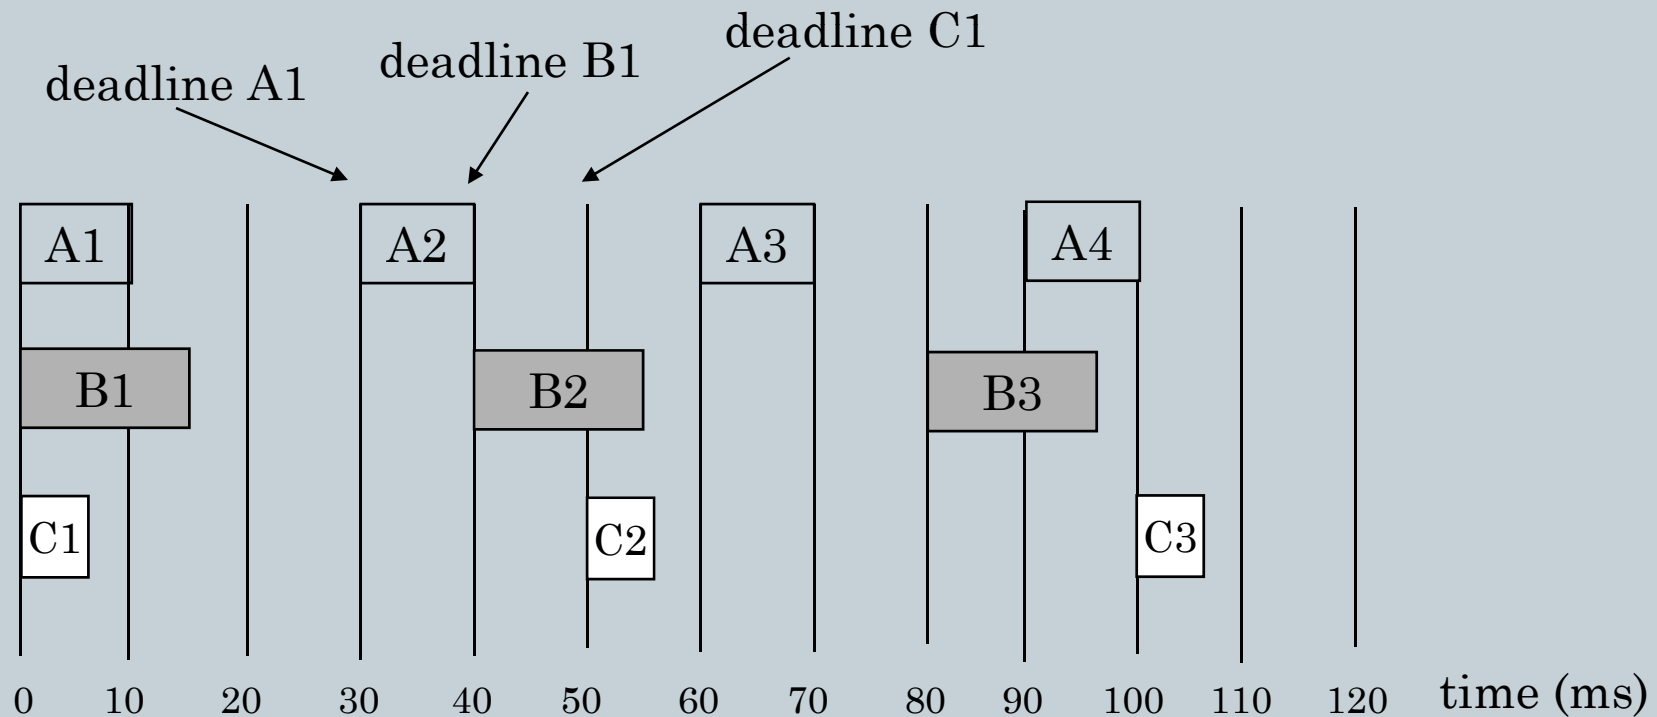 deadline C1
deadline B1
deadline A1
A1 A2 A3 A4
B1 B2 B3
C1 C2 C3
0 10 20 30 40 50 60 70 80 90 100 110 120 time (ms)